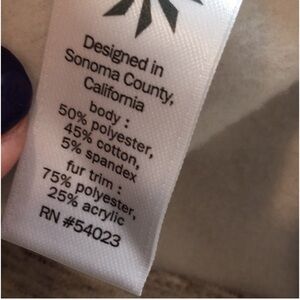 Designed in
Sonoma County,
California
body :
50% polyester,
45% cotton,
5% spandex
fur trim :
75% polyester,
25% acrylic
RN #54023